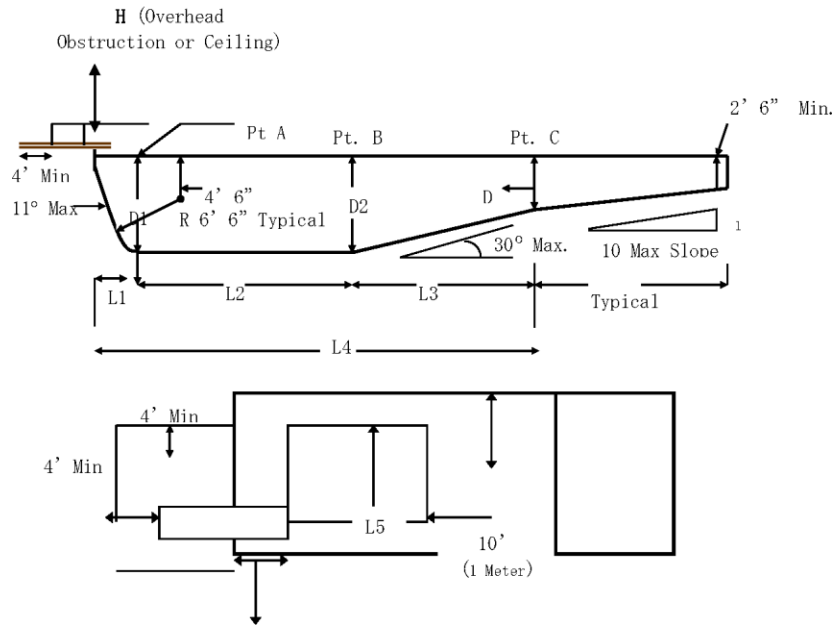 H (Overhead
Obstruction or Ceiling)
Pt A
Pt. B
Pt. C
2' 6" Min.
4' Min
11° Max
D1
4' 6"
R 6' 6" Typical
D2
D
30° Max.
1
10 Max Slope
L1
L2
L3
Typical
L4
4' Min
4' Min
L5
10'
(1 Meter)